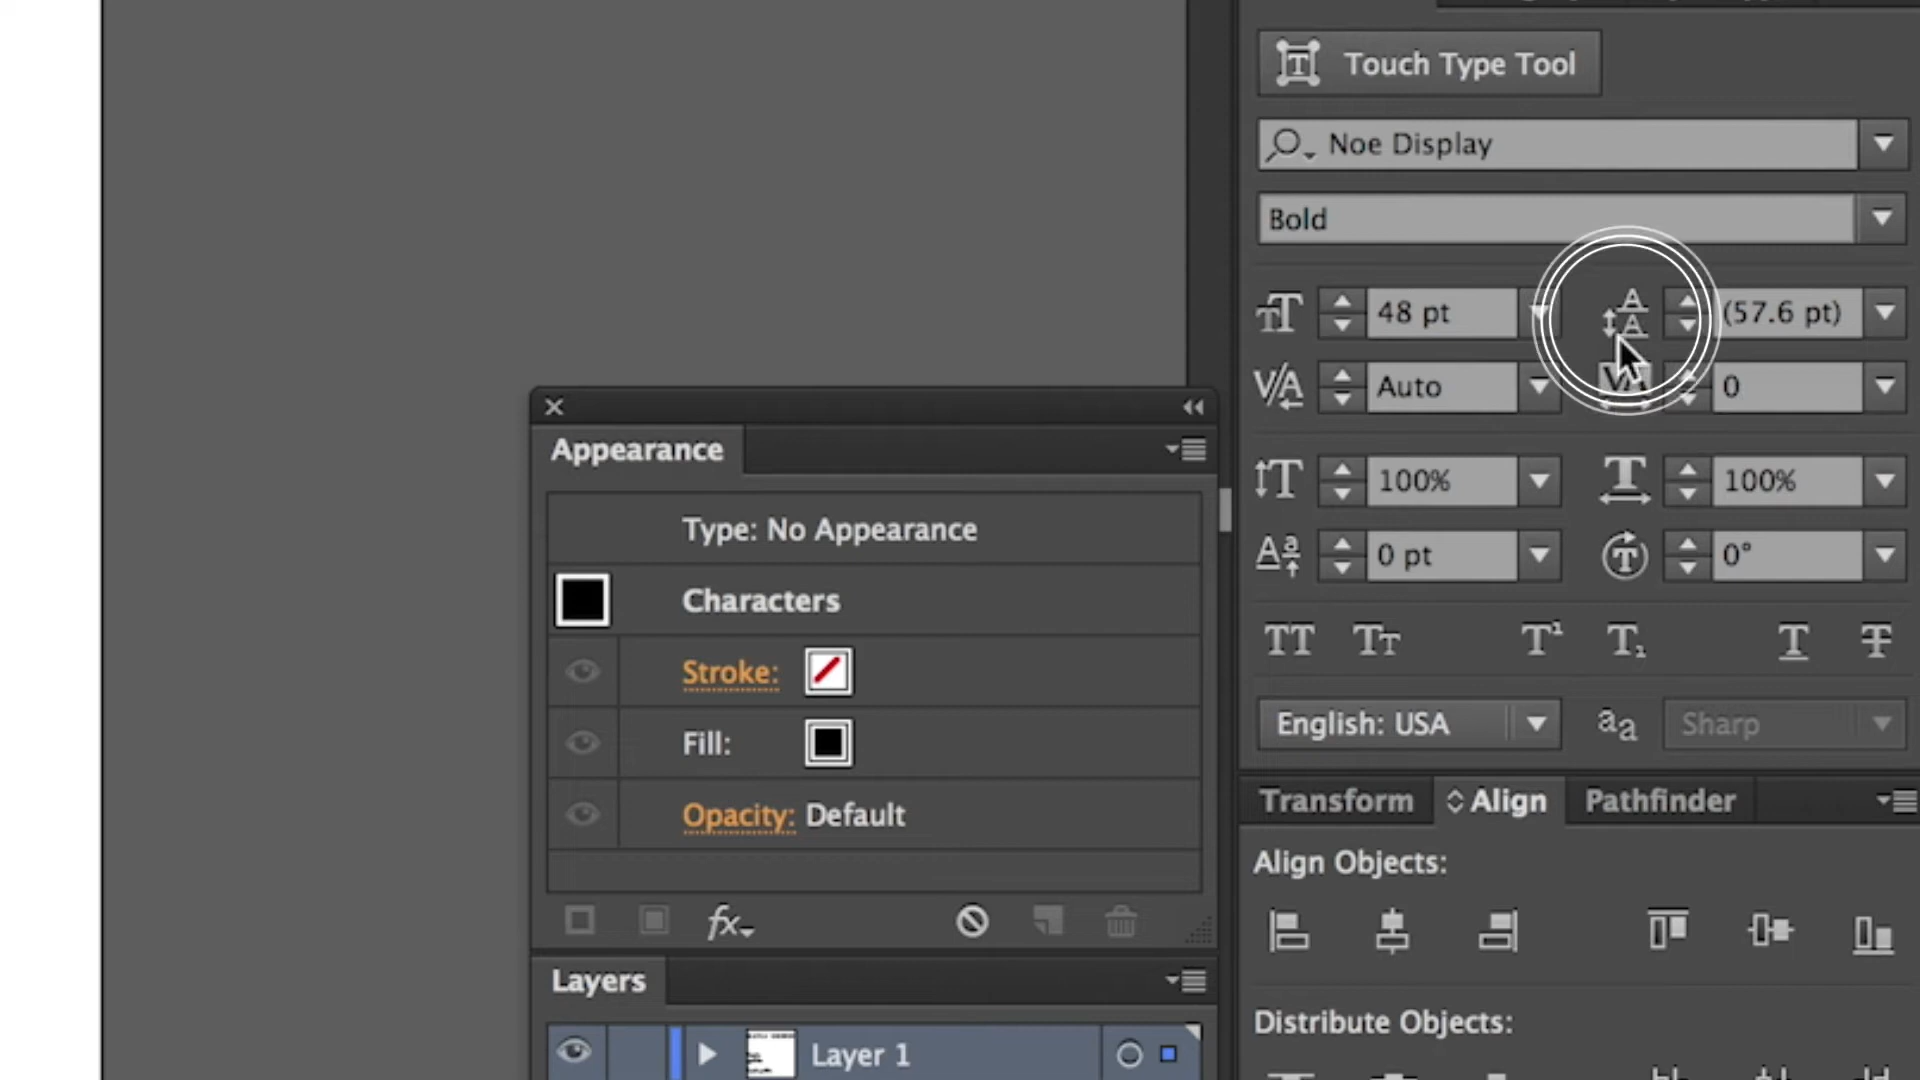 Touch Type Tool
Noe Display
Bold
48 pt
(57.6 pt)
Auto
0
Appearance
Type: No Appearance
100%
100%
0 pt
0°
Characters
Stroke:
English: USA
Sharp
Fill:
Transform
Align
Pathfinder
Opacity: Default
Align Objects:
fx
Layers
Distribute Objects:
Layer 1